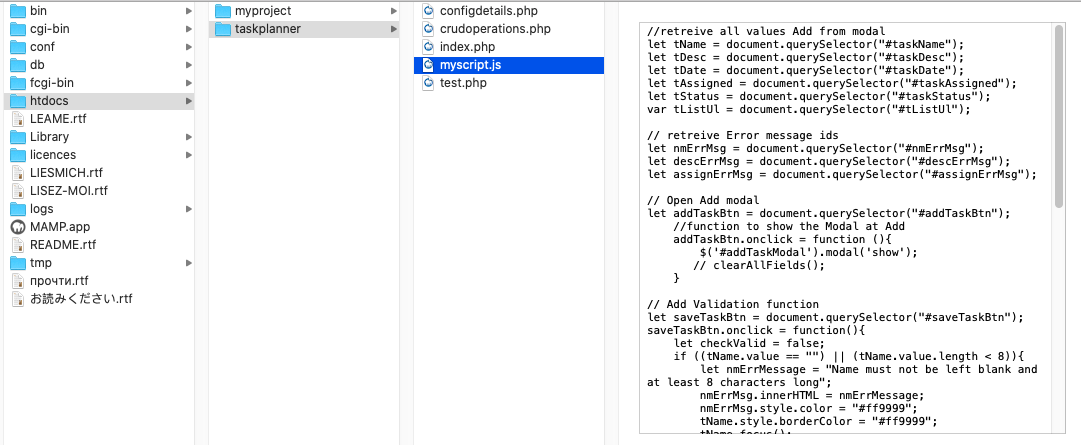 bin
cgi-bin
conf
db
fcgi-bin
htdocs
LEAME.rtf
Library
licences
LIESMICH.rtf
LISEZ-MOI.rtf
logs
MAMP.app
README.rtf
tmp
прочти.rtf
お読みください.rtf
myproject
taskplanner
configdetails.php
crudoperations.php
index.php
myscript.js
test.php
//retreive all values Add from modal
let tName = document.querySelector("#taskName");
let tDesc = document.querySelector("#taskDesc");
let tDate = document.querySelector("#taskDate");
let tAssigned = document.querySelector("#taskAssigned");
let tStatus = document.querySelector("#taskStatus");
var tListUl = document.querySelector("#tListUl");
// retreive Error message ids
let nmErrMsg = document.querySelector("#nmErrMsg");
let descErrMsg = document.querySelector("#descErrMsg");
let assignErrMsg = document.querySelector("#assignErrMsg");
// Open Add modal
let addTaskBtn = document.querySelector("#addTaskBtn");
//function to show the Modal at Add
addTaskBtn.onclick = function (){
$('#addTaskModal').modal('show');
// clearAllFields();
}
// Add Validation function
let saveTaskBtn = document.querySelector("#saveTaskBtn");
saveTaskBtn.onclick = function(){
let checkValid = false;
if ((tName.value == "") || (tName.value.length < 8)){
let nmErrMessage = "Name must not be left blank and
at least 8 characters long";
nmErrMsg.innerHTML = nmErrMessage;
nmErrMsg.style.color = "#ff9999";
tName.style.borderColor = "#ff9999";
tName.focus();